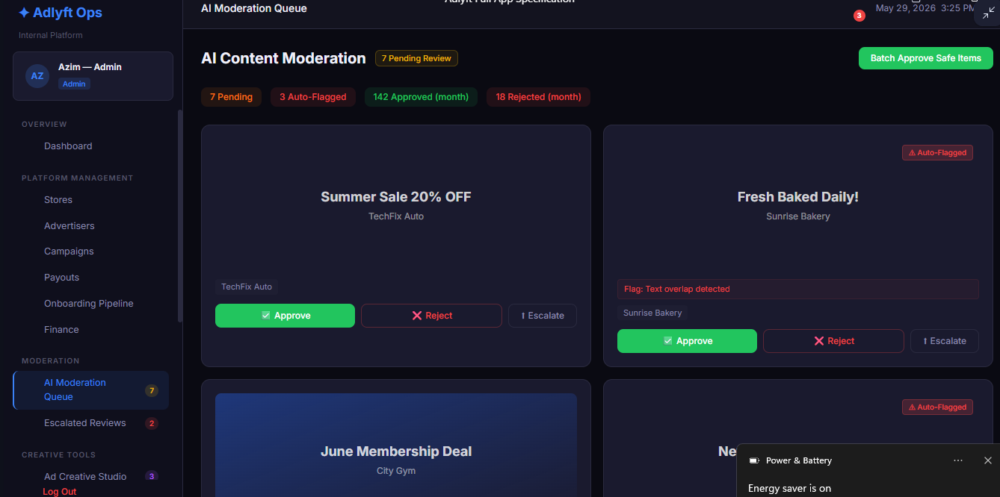 ✦ Adlyft Ops
Internal Platform
AZ
Azim — Admin
Admin
OVERVIEW
Dashboard
PLATFORM MANAGEMENT
Stores
Advertisers
Campaigns
Payouts
Onboarding Pipeline
Finance
MODERATION
AI Moderation
Queue
7
Escalated Reviews
2
CREATIVE TOOLS
Ad Creative Studio
3
Log Out
AI Moderation Queue
Adlyft Full App Specification
3
May 29, 2026 3:25 PM
AI Content Moderation
7 Pending Review
Batch Approve Safe Items
7 Pending
3 Auto-Flagged
142 Approved (month)
18 Rejected (month)
Summer Sale 20% OFF
TechFix Auto
TechFix Auto
✅ Approve
❌ Reject
⬆ Escalate
⚠ Auto-Flagged
Fresh Baked Daily!
Sunrise Bakery
Flag: Text overlap detected
Sunrise Bakery
✅ Approve
❌ Reject
⬆ Escalate
June Membership Deal
City Gym
⚠ Auto-Flagged
Power & Battery
Energy saver is on